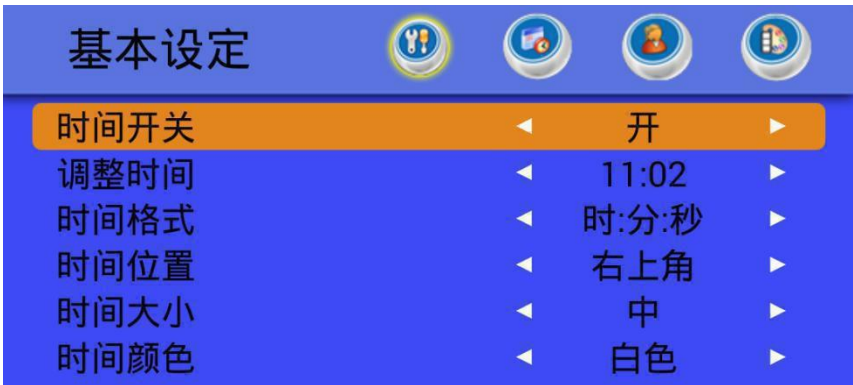 基本设定
时间开关 开
调整时间 11:02
时间格式 时:分:秒
时间位置 右上角
时间大小 中
时间颜色 白色